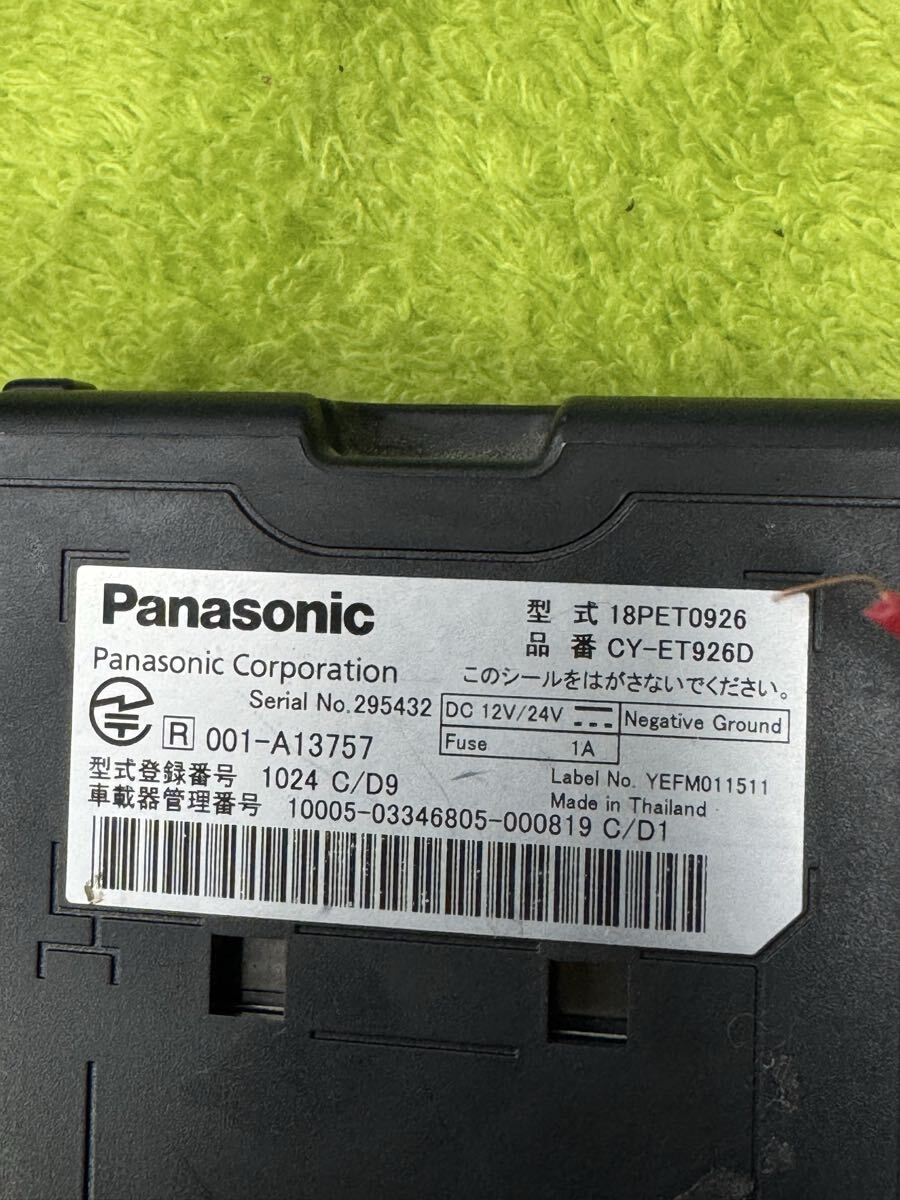 Panasonic
型 式 18PET0926
品 番 CY-ET926D
Panasonic Corporation
このシールをはがさないでください。
Serial No.295432
DC 12V/24V
Negative Ground
Fuse 1A
R 001-A13757
型式登録番号 1024 C/D9
Label No. YEFM011511
車載器管理番号 10005-03346805-000819 C/D1
Made in Thailand